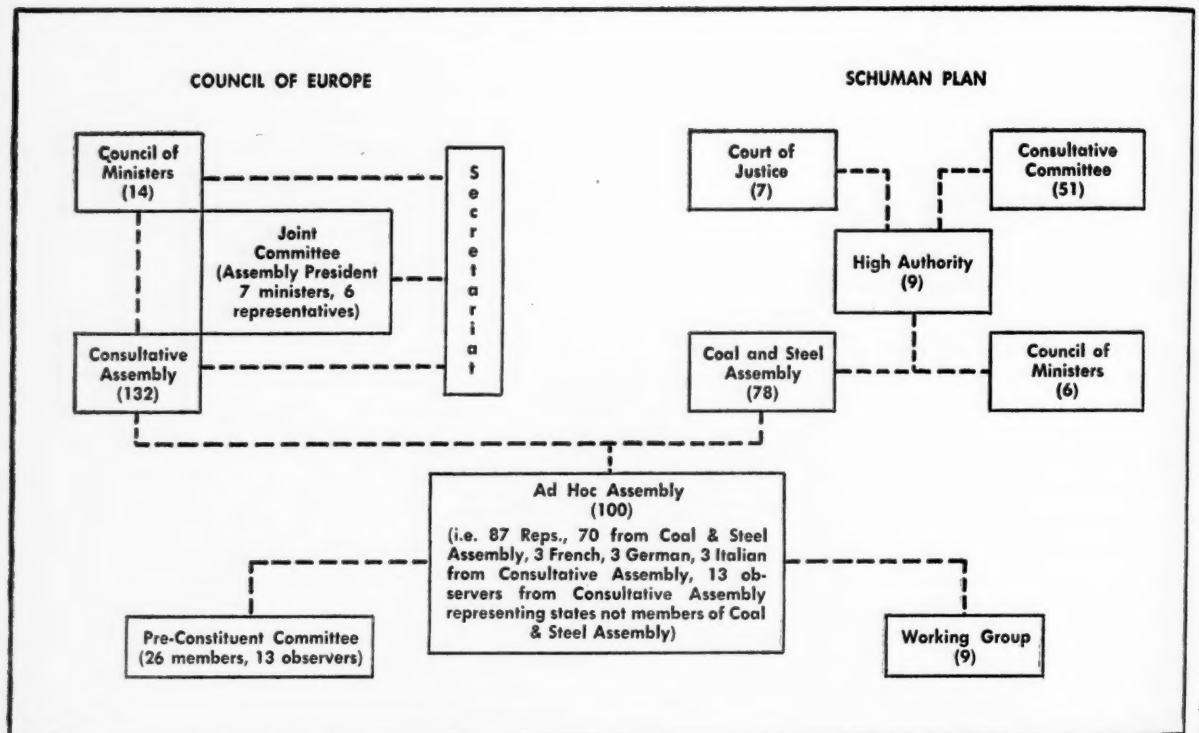 COUNCIL OF EUROPE
SCHUMAN PLAN
Council of
Ministers
(14)
Secretariat
Joint
Committee
(Assembly President
7 ministers, 6
representatives)
Consultative
Assembly
(132)
Court of
Justice
(7)
Consultative
Committee
(51)
High Authority
(9)
Coal and Steel
Assembly
(78)
Council of
Ministers
(6)
Ad Hoc Assembly
(100)
(i.e. 87 Reps., 70 from Coal & Steel
Assembly, 3 French, 3 German, 3 Italian
from Consultative Assembly, 13 ob-
servers from Consultative Assembly
representing states not members of Coal
& Steel Assembly)
Pre-Constituent Committee
(26 members, 13 observers)
Working Group
(9)